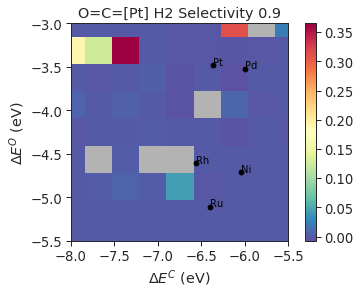 O=C=[Pt] H2 Selectivity 0.9
−3.0
−3.5
−4.0
−4.5
−5.0
−5.5
ΔE^O (eV)
Pt
Pd
Rh
Ni
Ru
−8.0 −7.5 −7.0 −6.5 −6.0 −5.5
ΔE^C (eV)
0.35
0.30
0.25
0.20
0.15
0.10
0.05
0.00